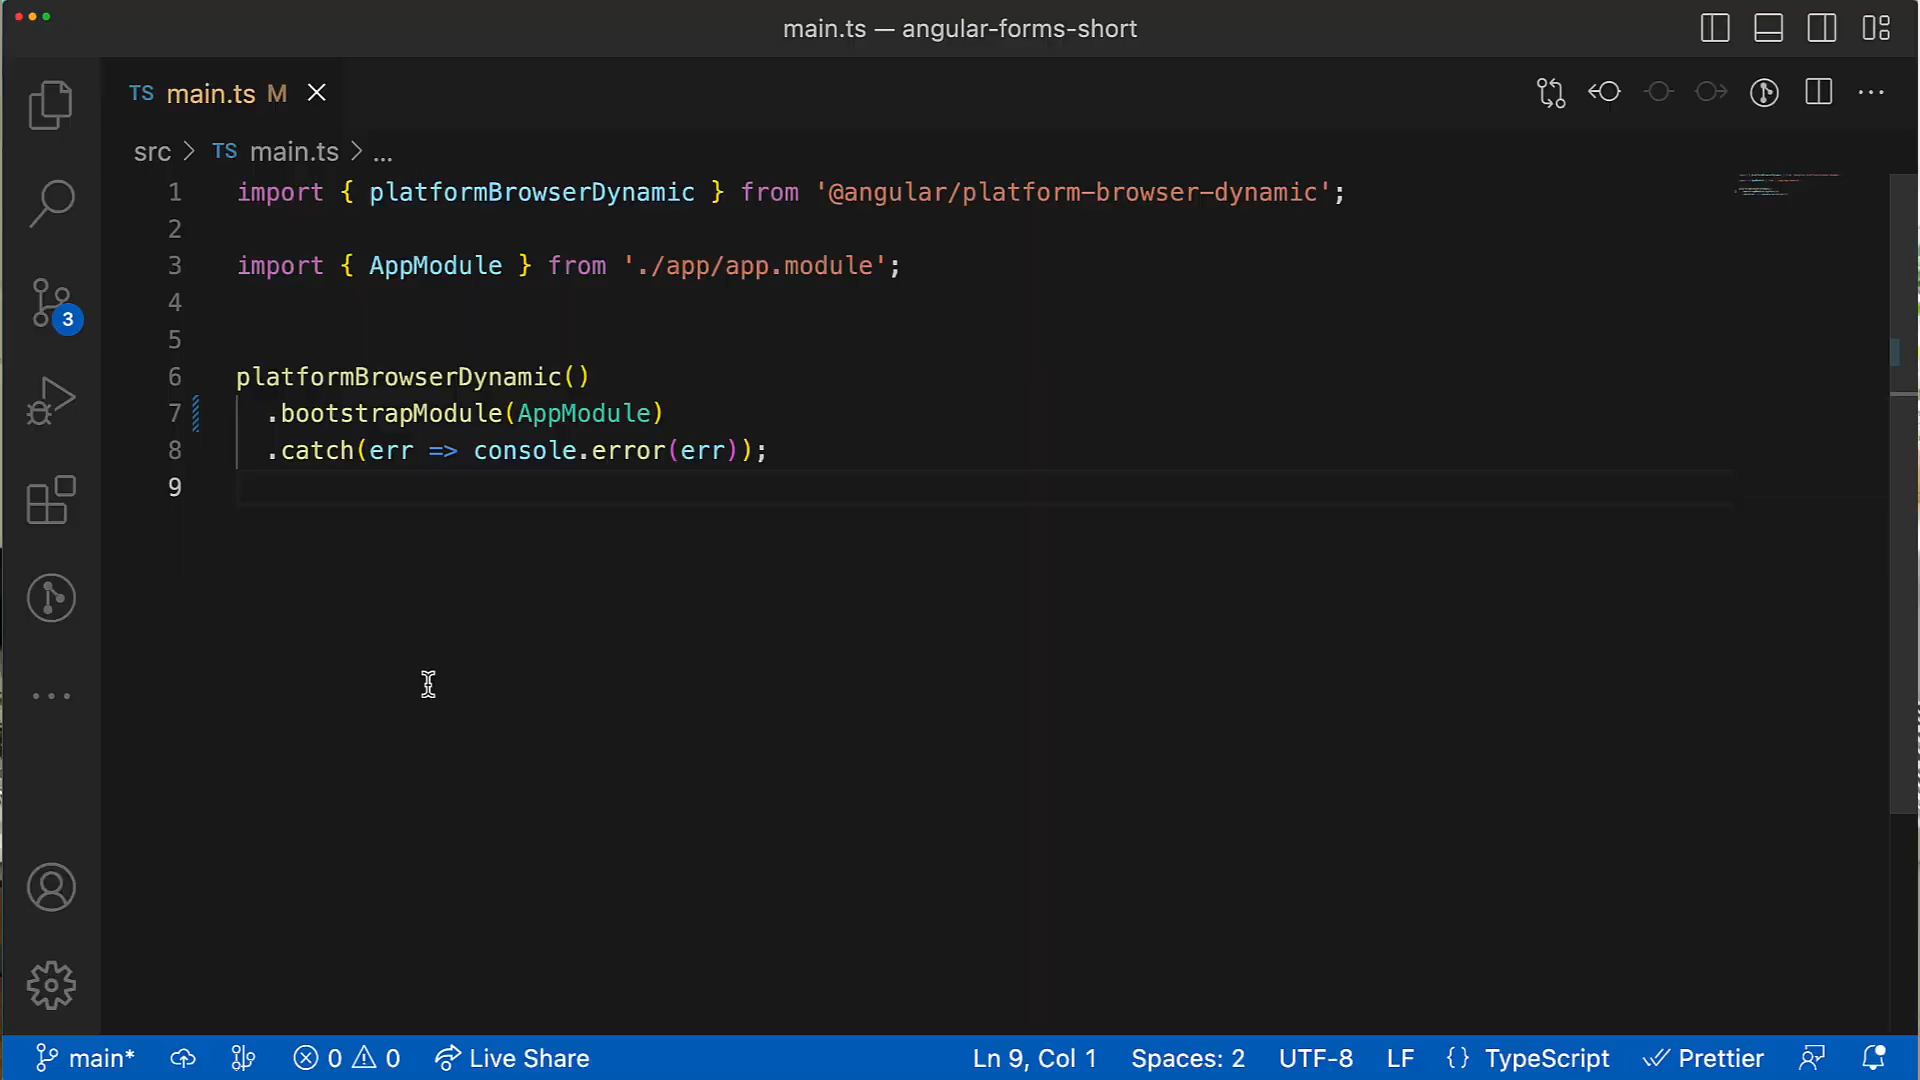 main.ts — angular-forms-short
TS main.ts M
src > TS main.ts > ...
1 import { platformBrowserDynamic } from '@angular/platform-browser-dynamic';
2
3 import { AppModule } from './app/app.module';
4
5
6 platformBrowserDynamic()
7 .bootstrapModule(AppModule)
8 .catch(err => console.error(err));
9
3
main* 0 0 Live Share Ln 9, Col 1 Spaces: 2 UTF-8 LF {} TypeScript Prettier